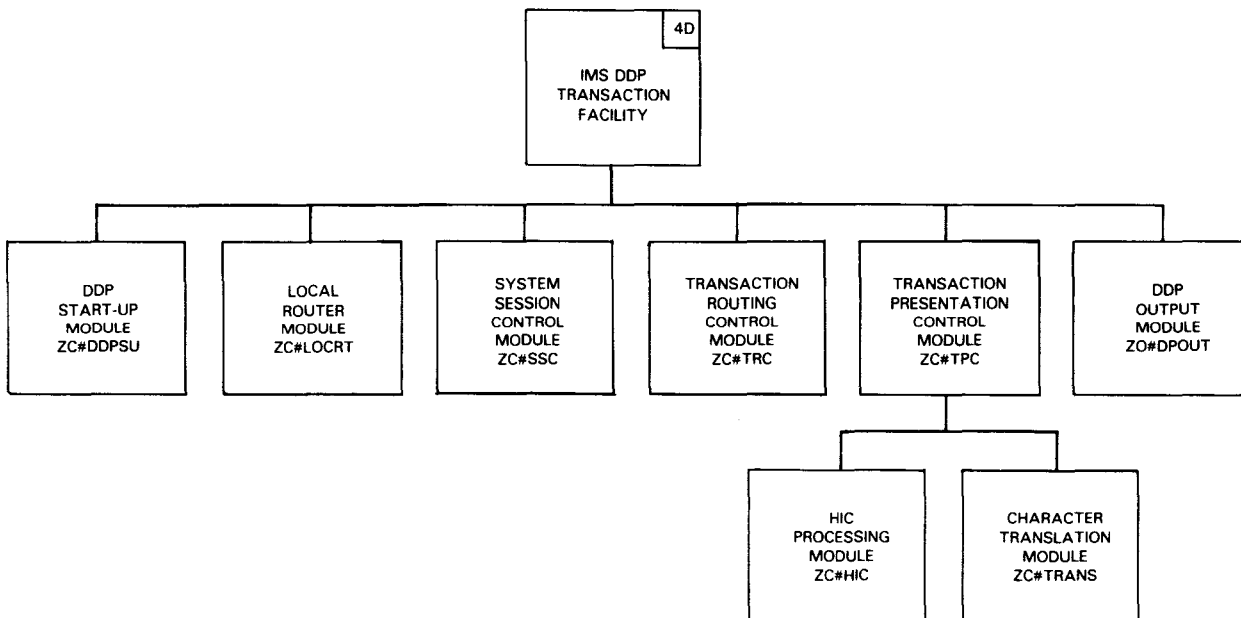 4D
IMS DDP
TRANSACTION
FACILITY
DDP
START-UP
MODULE
ZC#DDPSU
LOCAL
ROUTER
MODULE
ZC#LOCRT
SYSTEM
SESSION
CONTROL
MODULE
ZC#SSC
TRANSACTION
ROUTING
CONTROL
MODULE
ZC#TRC
TRANSACTION
PRESENTATION
CONTROL
MODULE
ZC#TPC
DDP
OUTPUT
MODULE
ZO#DPOUT
HIC
PROCESSING
MODULE
ZC#HIC
CHARACTER
TRANSLATION
MODULE
ZC#TRANS